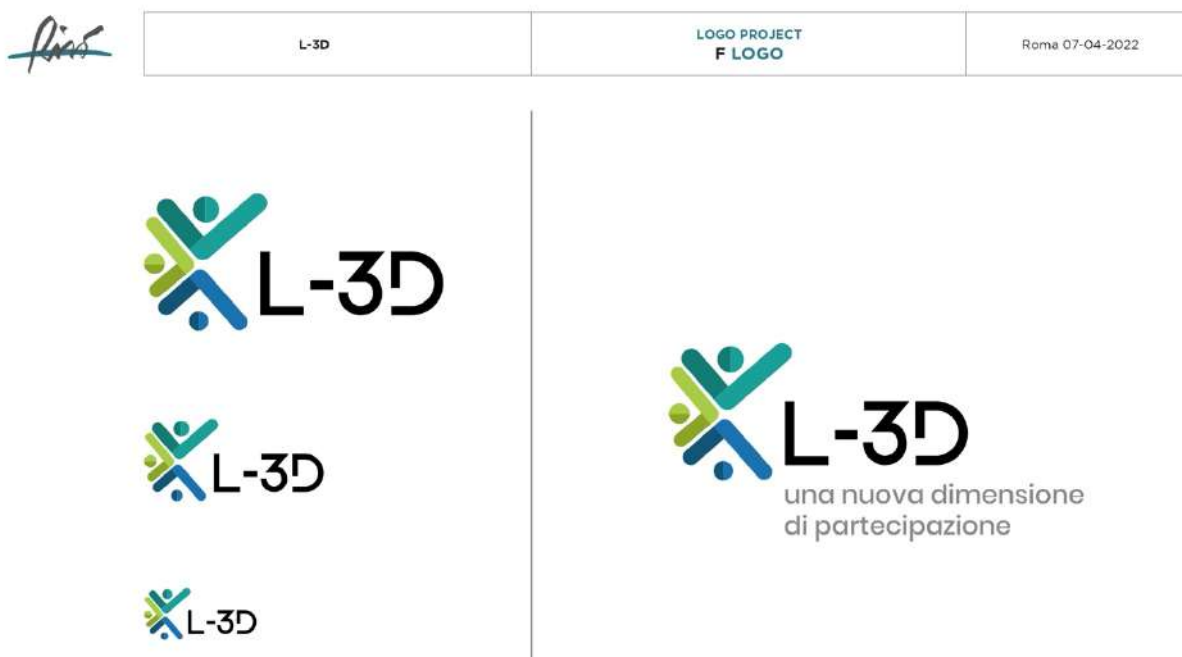 L-3D
LOGO PROJECT
F LOGO
Roma 07-04-2022
L-3D
L-3D
L-3D
L-3D
una nuova dimensione
di partecipazione